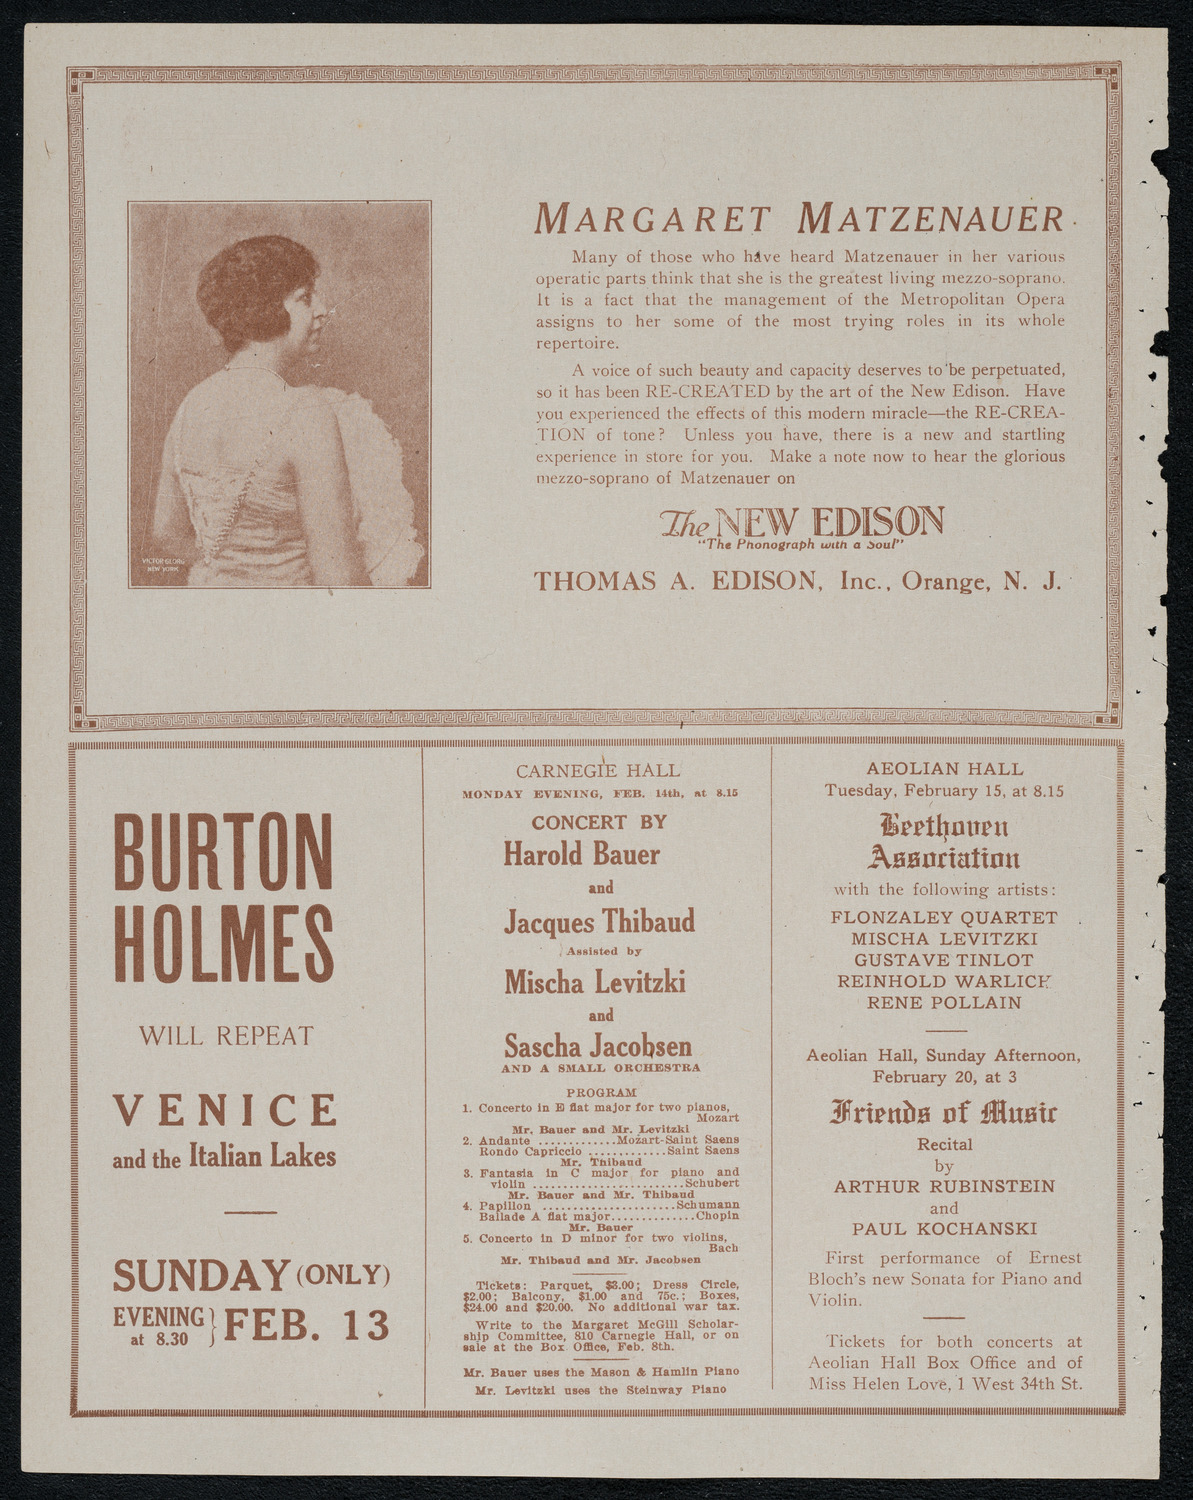 MARGARET MATZENAUER
Many of those who have heard Matzenauer in her various
operatic parts think that she is the greatest living mezzo-soprano.
It is a fact that the management of the Metropolitan Opera
assigns to her some of the most trying roles in its whole
repertoire.
A voice of such beauty and capacity deserves to be perpetuated,
so it has been RE-CREATED by the art of the New Edison. Have
you experienced the effects of this modern miracle—the RE-CREA-
TION of tone? Unless you have, there is a new and startling
experience in store for you. Make a note now to hear the glorious
mezzo-soprano of Matzenauer on
The NEW EDISON
"The Phonograph with a Soul"
THOMAS A. EDISON, Inc., Orange, N. J.
VICTOR GEORG
NEW YORK
BURTON
HOLMES
WILL REPEAT
VENICE
and the Italian Lakes
SUNDAY (ONLY)
EVENING
at 8.30 } FEB. 13
CARNEGIE HALL
MONDAY EVENING, FEB. 14th, at 8.15
CONCERT BY
Harold Bauer
and
Jacques Thibaud
Assisted by
Mischa Levitzki
and
Sascha Jacobsen
AND A SMALL ORCHESTRA
PROGRAM
1. Concerto in E flat major for two pianos,
Mozart
Mr. Bauer and Mr. Levitzki
2. Andante .............Mozart-Saint Saens
Rondo Capriccio .............Saint Saens
Mr. Thibaud
3. Fantasia in C major for piano and
violin .........................Schubert
Mr. Bauer and Mr. Thibaud
4. Papillon ......................Schumann
Ballade A flat major..............Chopin
Mr. Bauer
5. Concerto in D minor for two violins,
Bach
Mr. Thibaud and Mr. Jacobsen
Tickets: Parquet, $3.00; Dress Circle,
$2.00; Balcony, $1.00 and 75c.; Boxes,
$24.00 and $20.00. No additional war tax.
Write to the Margaret McGill Scholar-
ship Committee, 810 Carnegie Hall, or on
sale at the Box Office, Feb. 8th.
Mr. Bauer uses the Mason & Hamlin Piano
Mr. Levitzki uses the Steinway Piano
AEOLIAN HALL
Tuesday, February 15, at 8.15
Beethoven
Association
with the following artists:
FLONZALEY QUARTET
MISCHA LEVITZKI
GUSTAVE TINLOT
REINHOLD WARLICK
RENE POLLAIN
Aeolian Hall, Sunday Afternoon,
February 20, at 3
Friends of Music
Recital
by
ARTHUR RUBINSTEIN
and
PAUL KOCHANSKI
First performance of Ernest
Bloch's new Sonata for Piano and
Violin.
Tickets for both concerts at
Aeolian Hall Box Office and of
Miss Helen Love, 1 West 34th St.